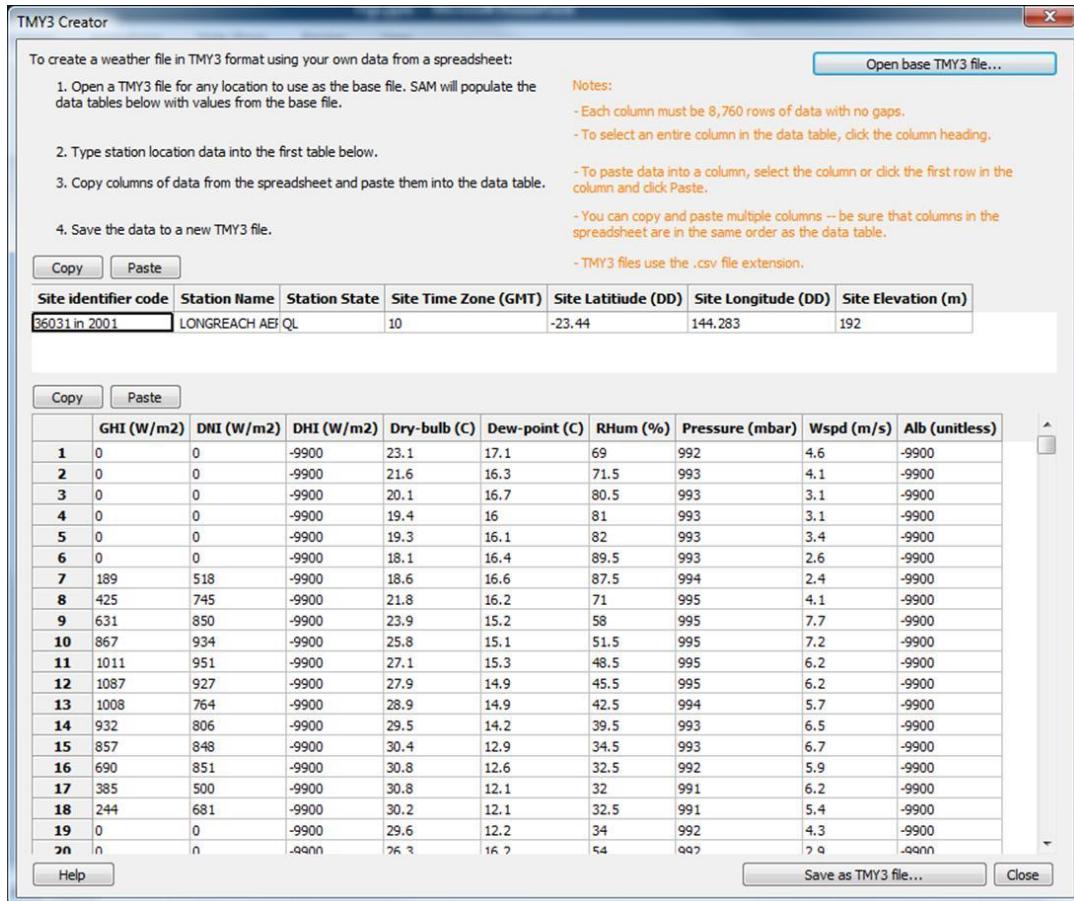 TMY3 Creator
To create a weather file in TMY3 format using your own data from a spreadsheet:
Open base TMY3 file...
1. Open a TMY3 file for any location to use as the base file. SAM will populate the
data tables below with values from the base file.
2. Type station location data into the first table below.
3. Copy columns of data from the spreadsheet and paste them into the data table.
4. Save the data to a new TMY3 file.
Notes:
- Each column must be 8,760 rows of data with no gaps.
- To select an entire column in the data table, click the column heading.
- To paste data into a column, select the column or click the first row in the
column and click Paste.
- You can copy and paste multiple columns -- be sure that columns in the
spreadsheet are in the same order as the data table.
- TMY3 files use the .csv file extension.
Copy Paste
Site identifier code Station Name Station State Site Time Zone (GMT) Site Latitiude (DD) Site Longitude (DD) Site Elevation (m)
36031 in 2001 LONGREACH AEF QL 10 -23.44 144.283 192
Copy Paste
GHI (W/m2) DNI (W/m2) DHI (W/m2) Dry-bulb (C) Dew-point (C) RHum (%) Pressure (mbar) Wspd (m/s) Alb (unitless)
1 0 0 -9900 23.1 17.1 69 992 4.6 -9900
2 0 0 -9900 21.6 16.3 71.5 993 4.1 -9900
3 0 0 -9900 20.1 16.7 80.5 993 3.1 -9900
4 0 0 -9900 19.4 16 81 993 3.1 -9900
5 0 0 -9900 19.3 16.1 82 993 3.4 -9900
6 0 0 -9900 18.1 16.4 89.5 993 2.6 -9900
7 189 518 -9900 18.6 16.6 87.5 994 2.4 -9900
8 425 745 -9900 21.8 16.2 71 995 4.1 -9900
9 631 850 -9900 23.9 15.2 58 995 7.7 -9900
10 867 934 -9900 25.8 15.1 51.5 995 7.2 -9900
11 1011 951 -9900 27.1 15.3 48.5 995 6.2 -9900
12 1087 927 -9900 27.9 14.9 45.5 995 6.2 -9900
13 1008 764 -9900 28.9 14.9 42.5 994 5.7 -9900
14 932 806 -9900 29.5 14.2 39.5 993 6.5 -9900
15 857 848 -9900 30.4 12.9 34.5 993 6.7 -9900
16 690 851 -9900 30.8 12.6 32.5 992 5.9 -9900
17 385 500 -9900 30.8 12.1 32 991 6.2 -9900
18 244 681 -9900 30.2 12.1 32.5 991 5.4 -9900
19 0 0 -9900 29.6 12.2 34 992 4.3 -9900
20 0 0 -9900 26.3 16.2 54 992 2.9 -9900
Help Save as TMY3 file... Close